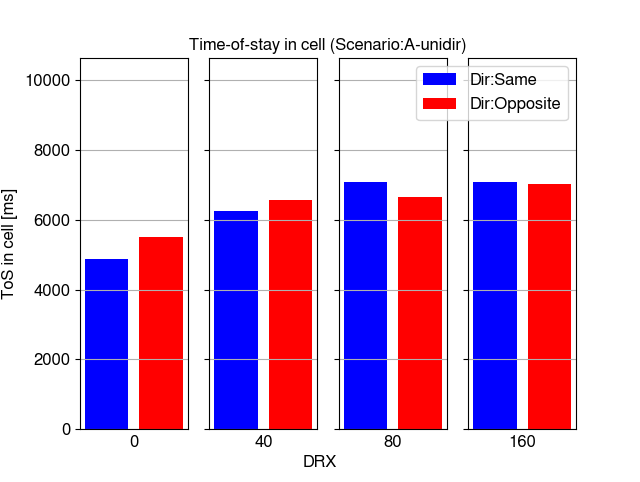 Time-of-stay in cell (Scenario:A-unidir)
Dir:Same
Dir:Opposite
ToS in cell [ms]
10000
8000
6000
4000
2000
0
0
40
80
160
DRX